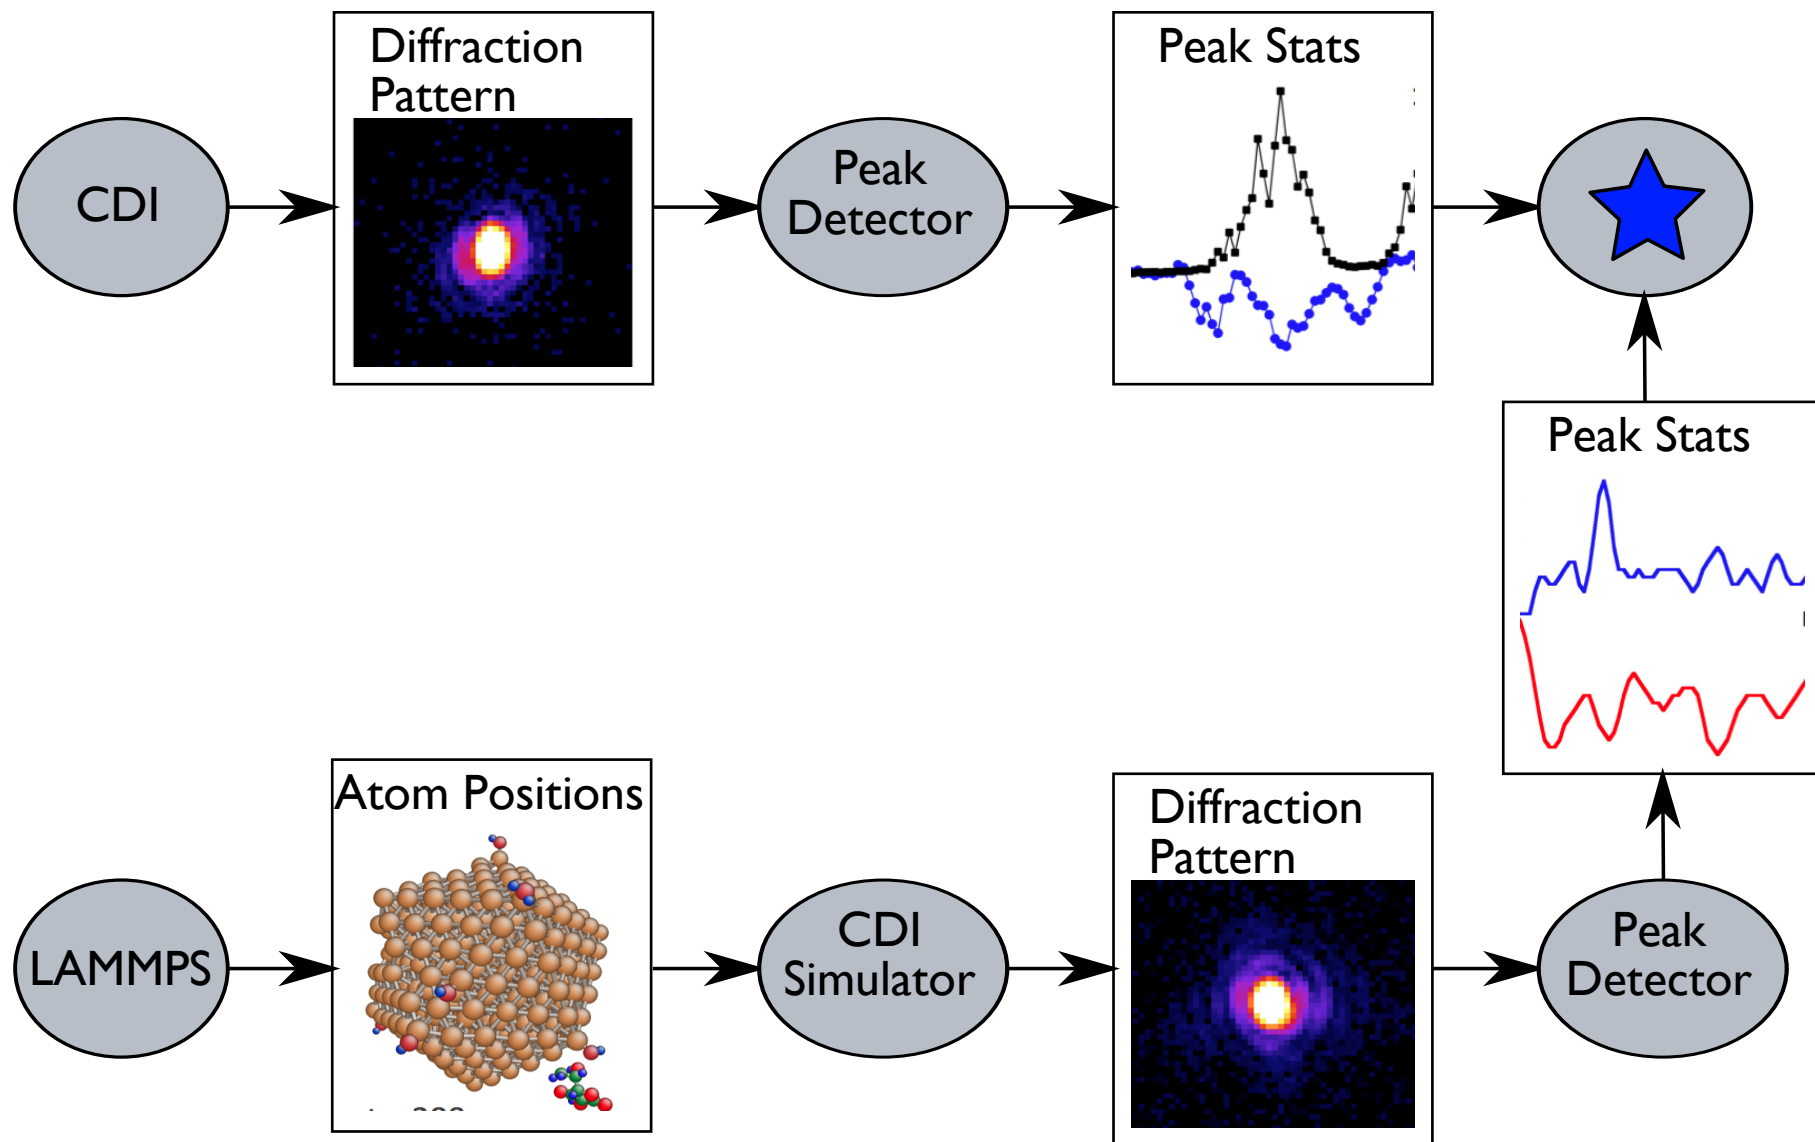 CDI
Diffraction
Pattern
Peak
Detector
Peak Stats
Peak Stats
LAMMPS
Atom Positions
CDI
Simulator
Diffraction
Pattern
Peak
Detector